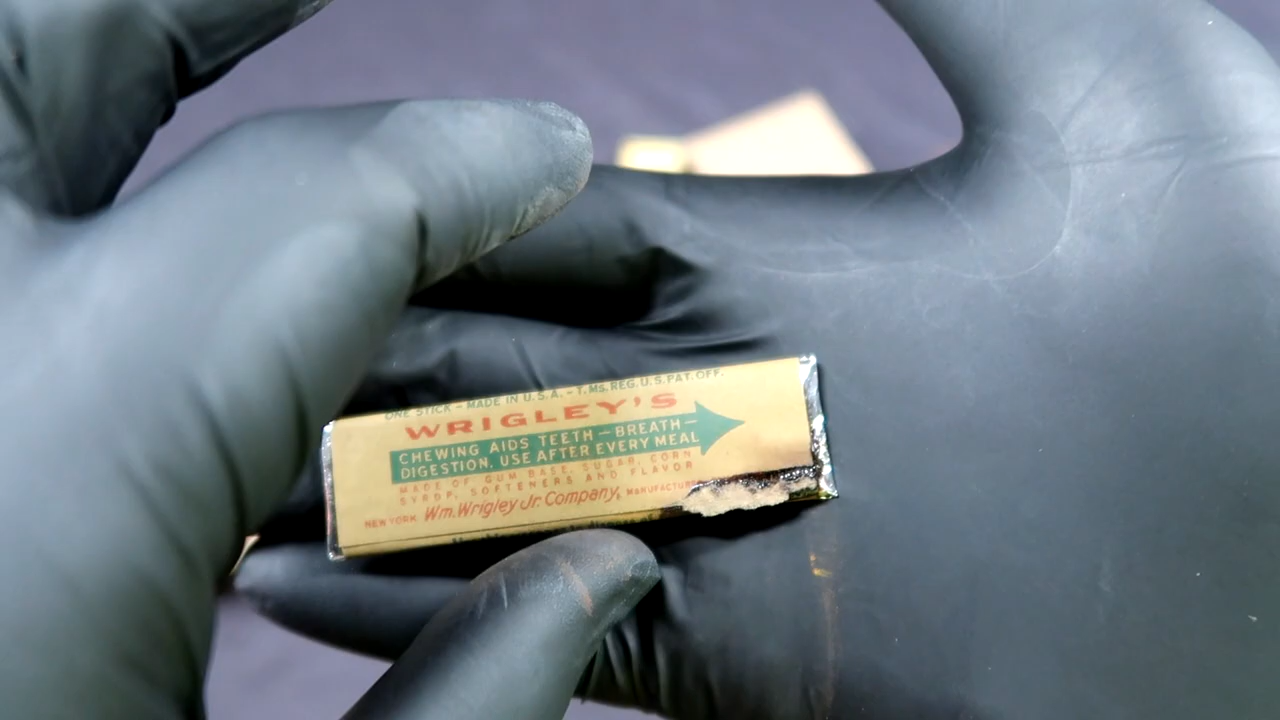 ONE STICK – MADE IN U.S.A. – T.Ms. REG. U.S. PAT. OFF.
WRIGLEY'S
CHEWING AIDS TEETH – BREATH –
DIGESTION. USE AFTER EVERY MEAL
MADE OF GUM BASE, SUGAR, CORN
SYRUP, SOFTENERS AND FLAVOR
NEW YORK Wm. Wrigley Jr. Company,